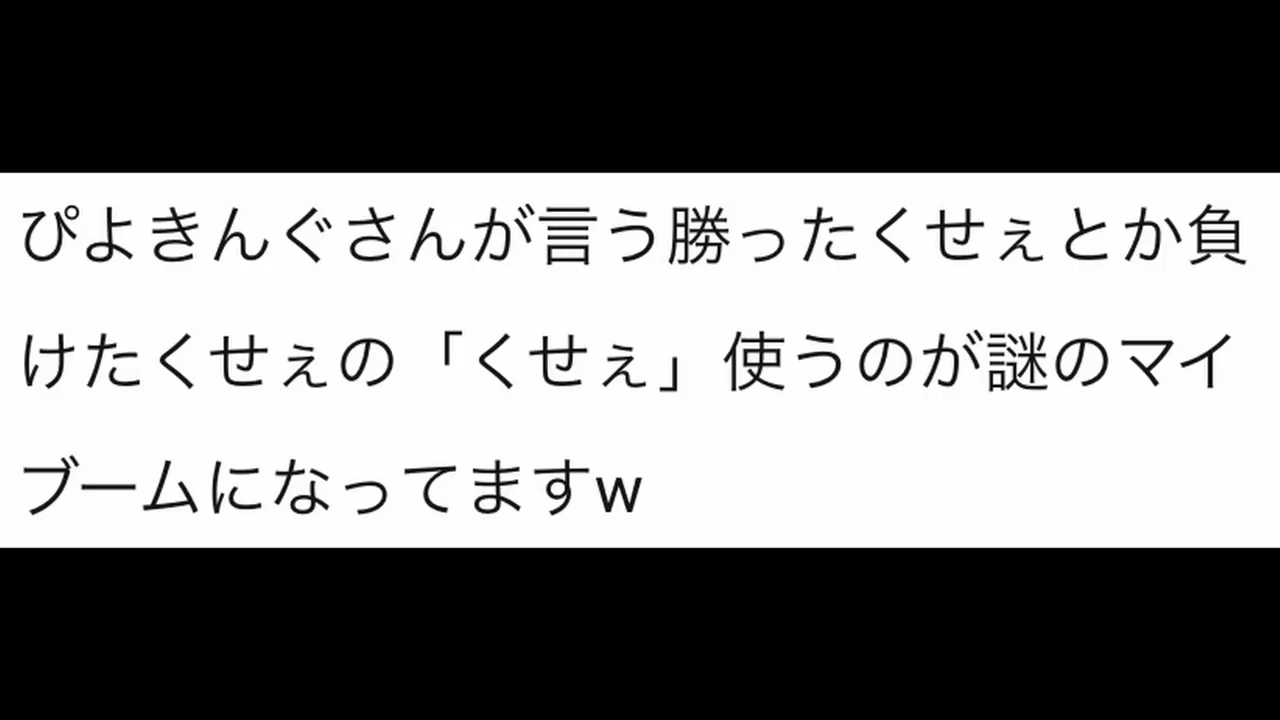 ぴよきんぐさんが言う勝ったくせぇとか負
けたくせぇの「くせぇ」使うのが謎のマイ
ブームになってますw